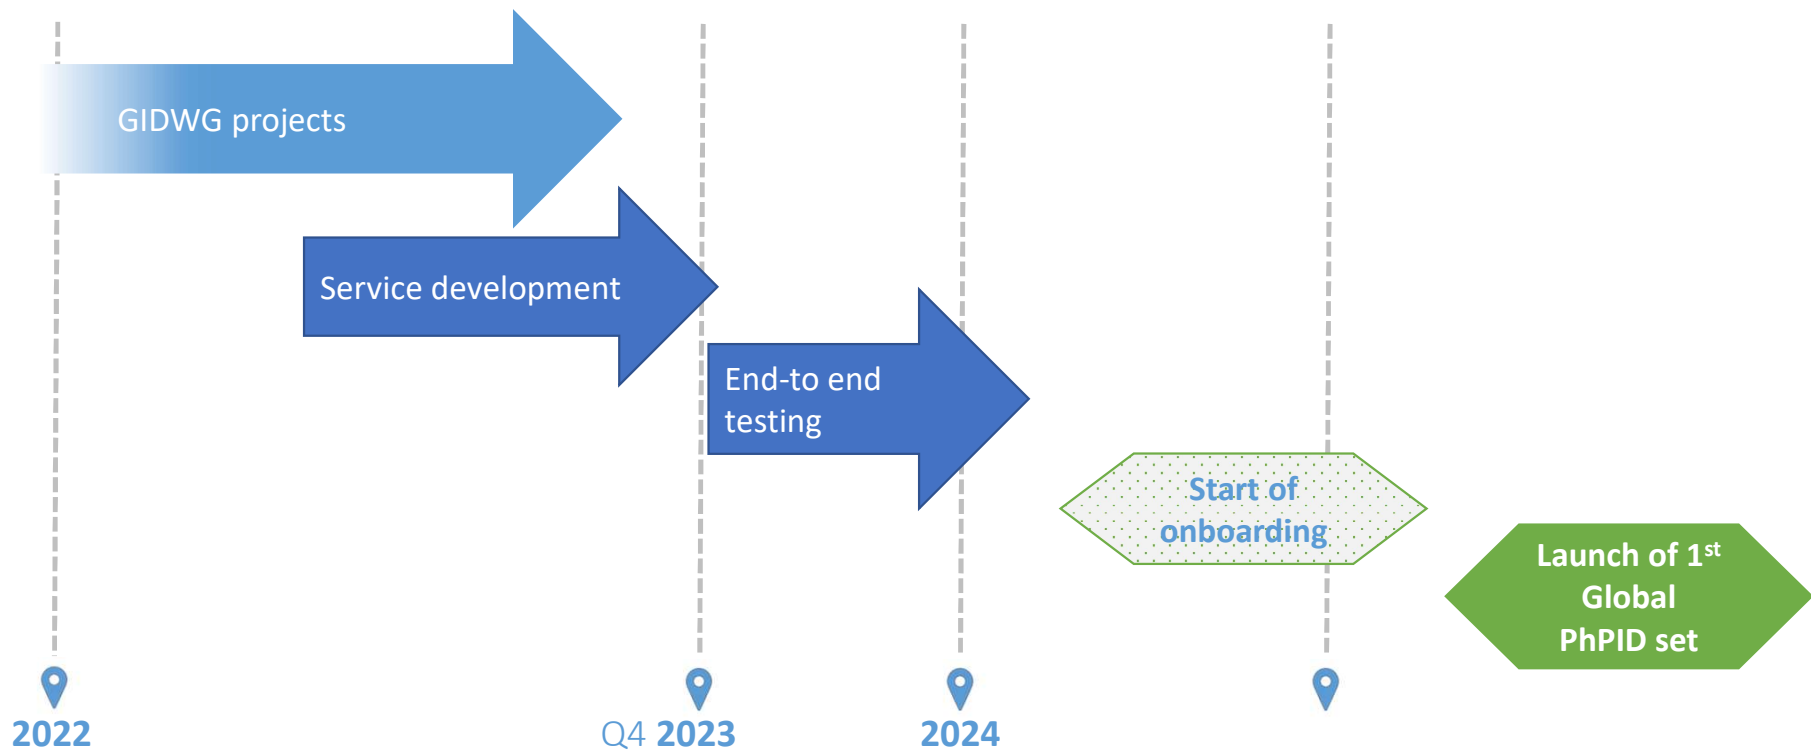 GIDWG projects
Service development
End-to end
testing
Start of
onboarding
Launch of 1st
Global
PhPID set
2022
Q4 2023
2024